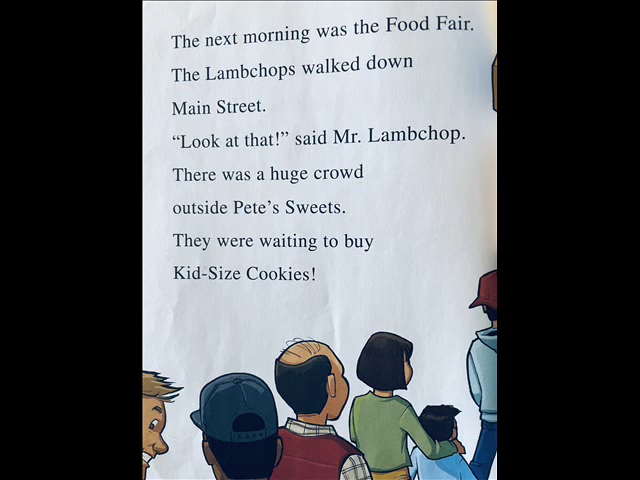 The next morning was the Food Fair.
The Lambchops walked down
Main Street.
“Look at that!” said Mr. Lambchop.
There was a huge crowd
outside Pete’s Sweets.
They were waiting to buy
Kid-Size Cookies!